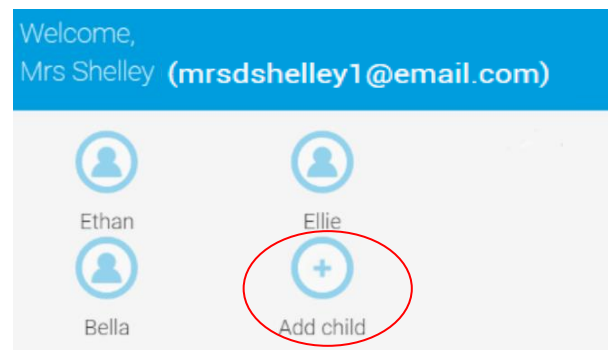 Welcome,
Mrs Shelley (mrsdshelley1@email.com)
Ethan Ellie
Bella Add child